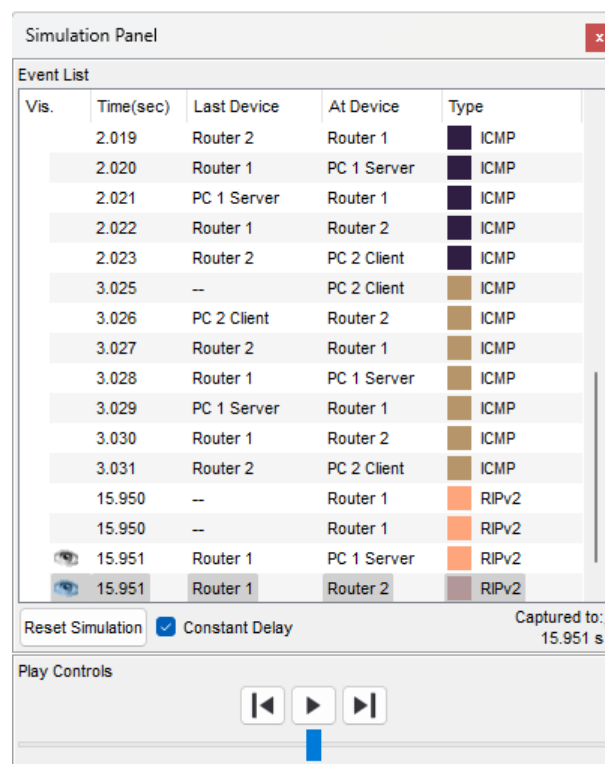 Simulation Panel
x
Event List
Vis. Time(sec) Last Device At Device Type
2.019 Router 2 Router 1 ICMP
2.020 Router 1 PC 1 Server ICMP
2.021 PC 1 Server Router 1 ICMP
2.022 Router 1 Router 2 ICMP
2.023 Router 2 PC 2 Client ICMP
3.025 -- PC 2 Client ICMP
3.026 PC 2 Client Router 2 ICMP
3.027 Router 2 Router 1 ICMP
3.028 Router 1 PC 1 Server ICMP
3.029 PC 1 Server Router 1 ICMP
3.030 Router 1 Router 2 ICMP
3.031 Router 2 PC 2 Client ICMP
15.950 -- Router 1 RIPv2
15.950 -- Router 1 RIPv2
15.951 Router 1 PC 1 Server RIPv2
15.951 Router 1 Router 2 RIPv2
Reset Simulation Constant Delay Captured to:
15.951 s
Play Controls